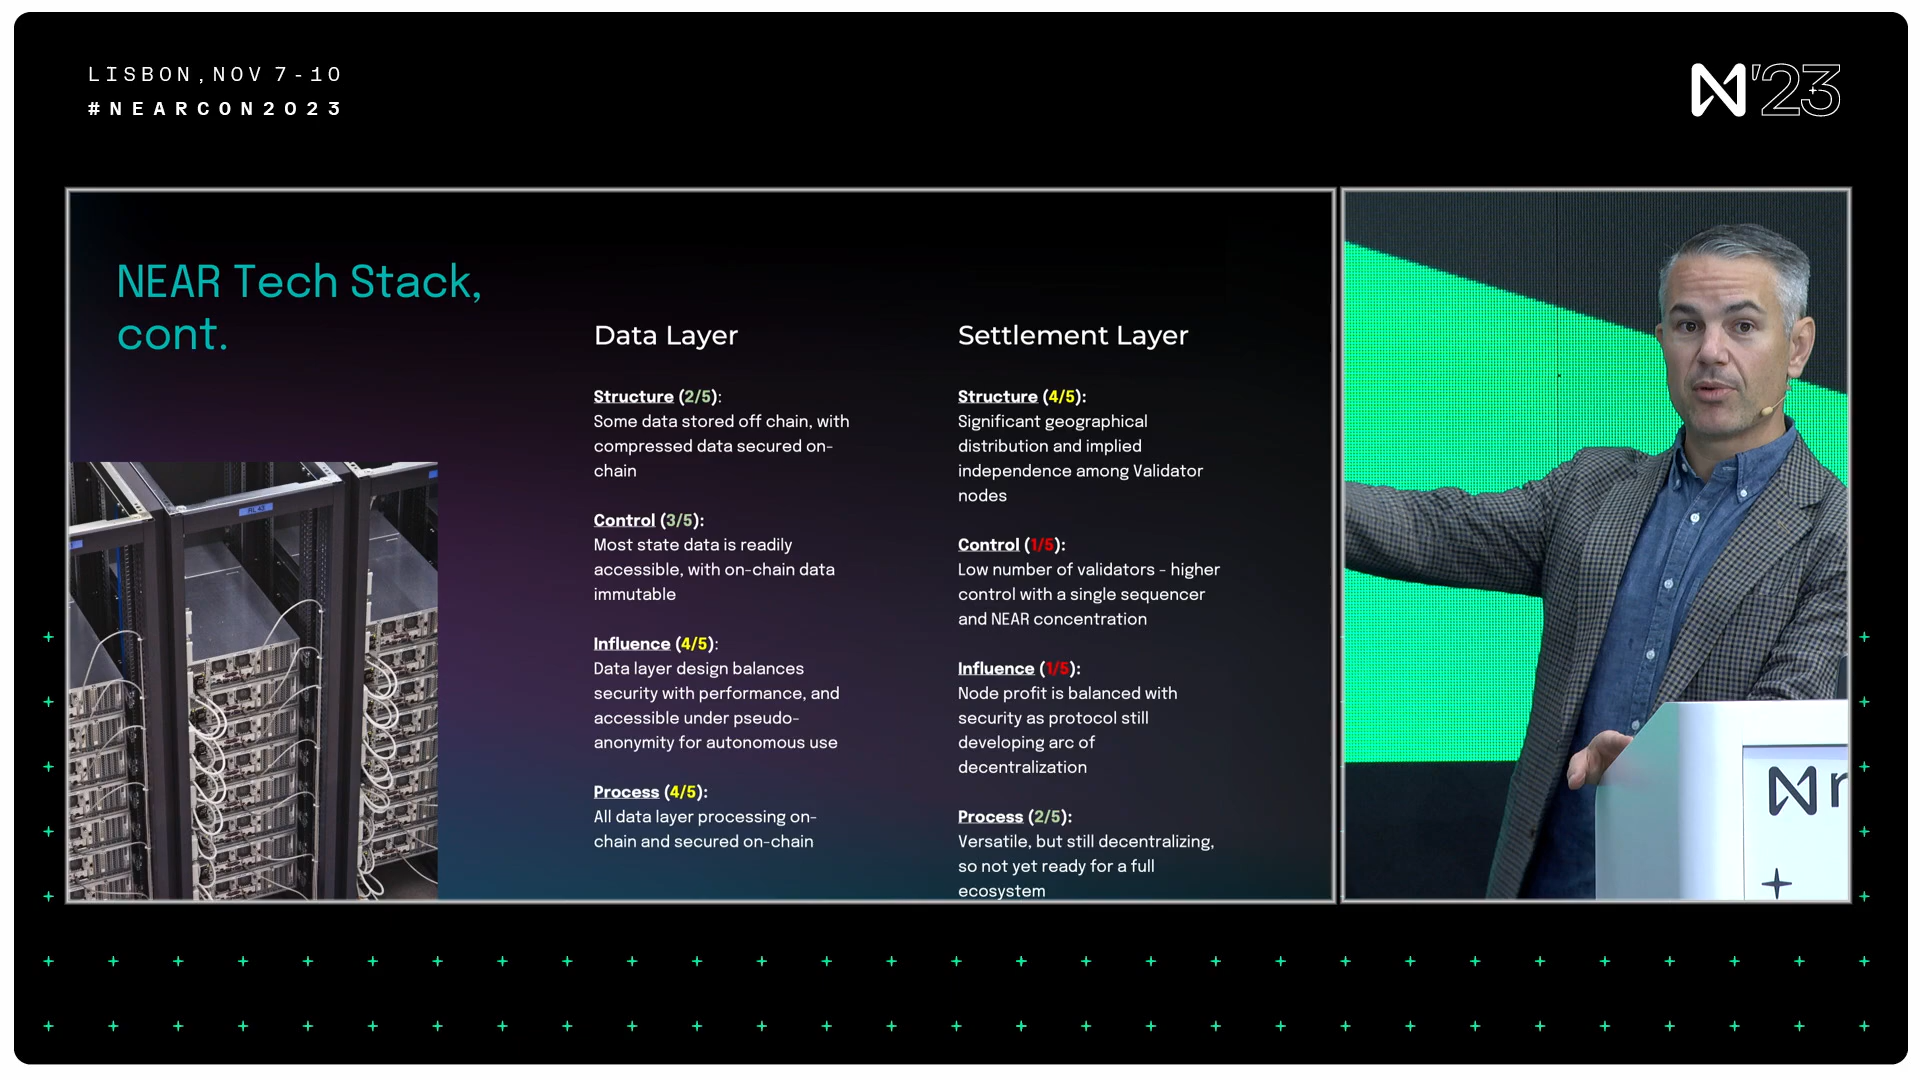 LISBON, NOV 7-10
#NEARCON2023
'23
NEAR Tech Stack,
cont.
Data Layer
Structure (2/5):
Some data stored off chain, with
compressed data secured on-
chain
Control (3/5):
Most state data is readily
accessible, with on-chain data
immutable
Influence (4/5):
Data layer design balances
security with performance, and
accessible under pseudo-
anonymity for autonomous use
Process (4/5):
All data layer processing on-
chain and secured on-chain
Settlement Layer
Structure (4/5):
Significant geographical
distribution and implied
independence among Validator
nodes
Control (1/5):
Low number of validators - higher
control with a single sequencer
and NEAR concentration
Influence (1/5):
Node profit is balanced with
security as protocol still
developing arc of
decentralization
Process (2/5):
Versatile, but still decentralizing,
so not yet ready for a full
ecosystem